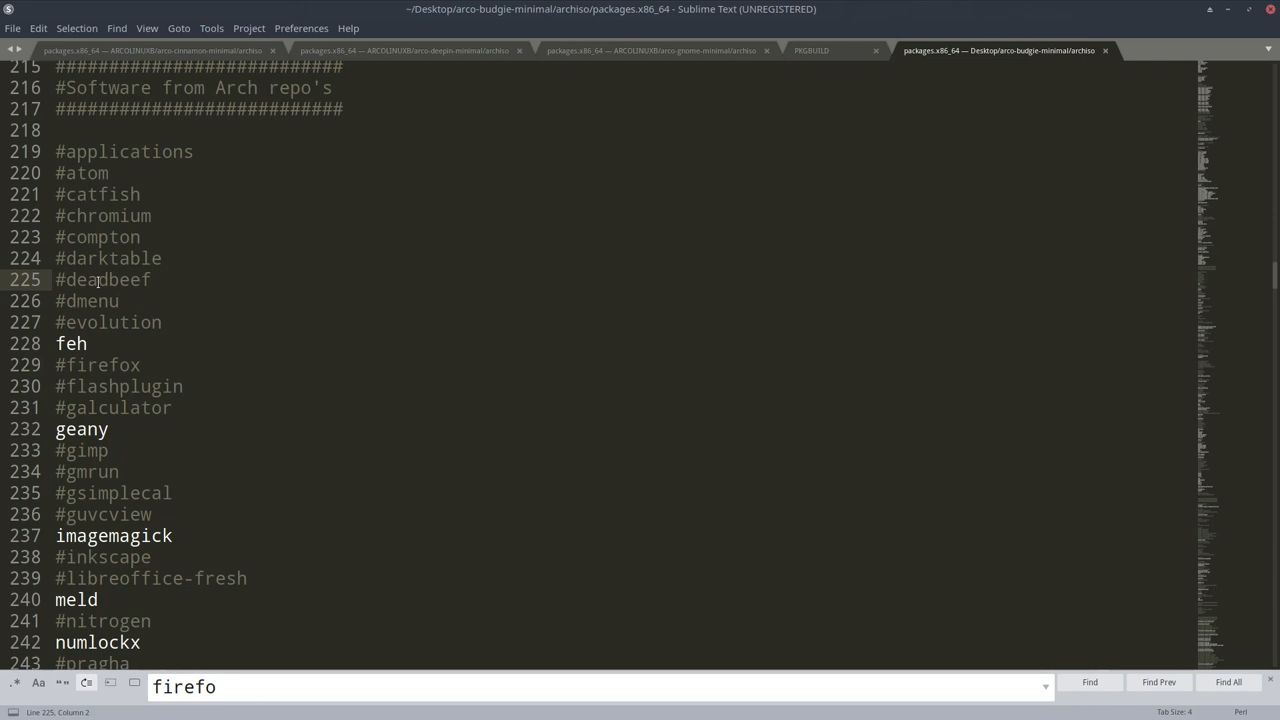 ~/Desktop/arco-budgie-minimal/archiso/packages.x86_64 - Sublime Text (UNREGISTERED)
File Edit Selection Find View Goto Tools Project Preferences Help
packages.x86_64 — ARCOLINUXB/arco-cinnamon-minimal/archiso × packages.x86_64 — ARCOLINUXB/arco-deepin-minimal/archiso × packages.x86_64 — ARCOLINUXB/arco-gnome-minimal/archiso × PKGBUILD × packages.x86_64 — Desktop/arco-budgie-minimal/archiso ×
215 ###########################
216 #Software from Arch repo's
217 ###########################
218
219 #applications
220 #atom
221 #catfish
222 #chromium
223 #compton
224 #darktable
225 #deadbeef
226 #dmenu
227 #evolution
228 feh
229 #firefox
230 #flashplugin
231 #galculator
232 geany
233 #gimp
234 #gmrun
235 #gsimplecal
236 #guvcview
237 imagemagick
238 #inkscape
239 #libreoffice-fresh
240 meld
241 #nitrogen
242 numlockx
243 #pragha
.* Aa "" firefo Find Find Prev Find All ×
Line 225, Column 2 Tab Size: 4 Perl